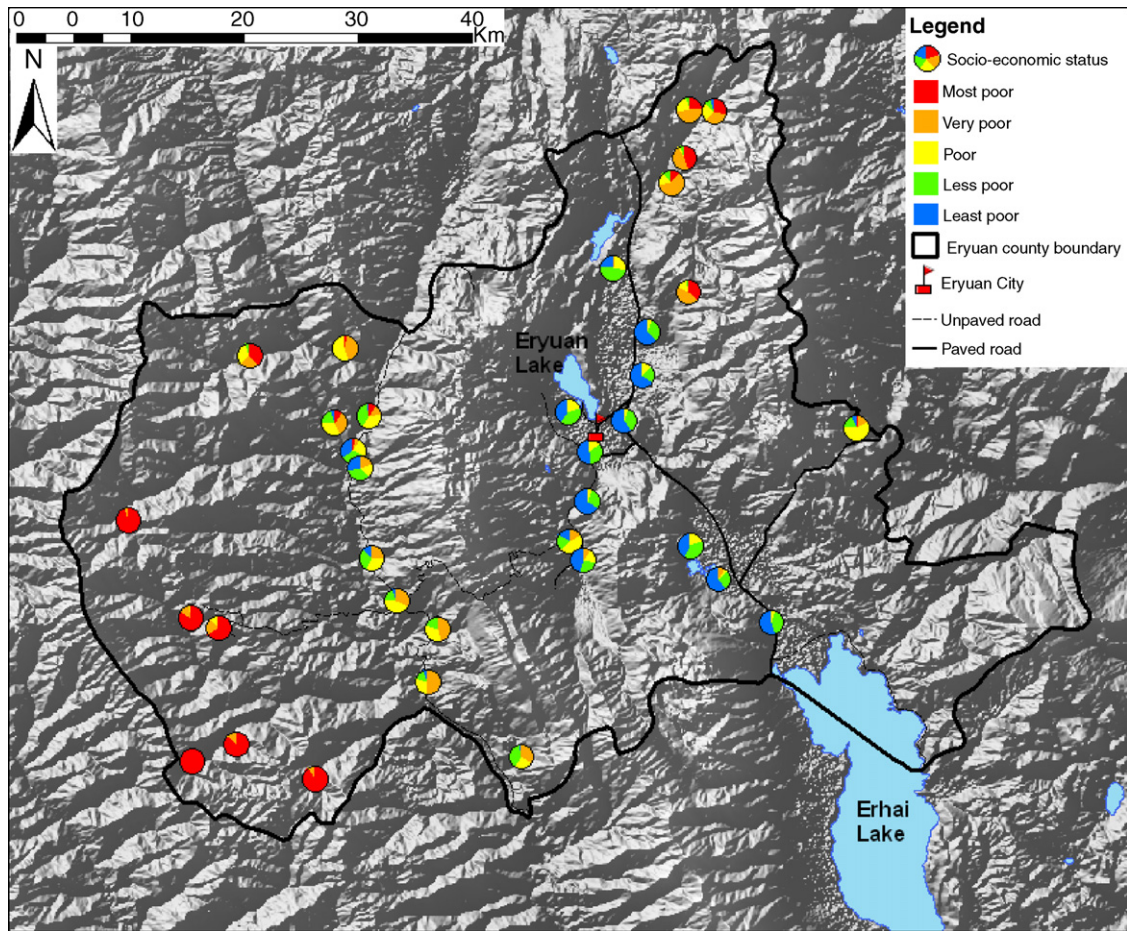 0 10 0 20 30 40
Km
N
Legend
Socio-economic status
Most poor
Very poor
Poor
Less poor
Least poor
Eryuan county boundary
Eryuan City
Unpaved road
Paved road
Eryuan
Lake
Erhai
Lake